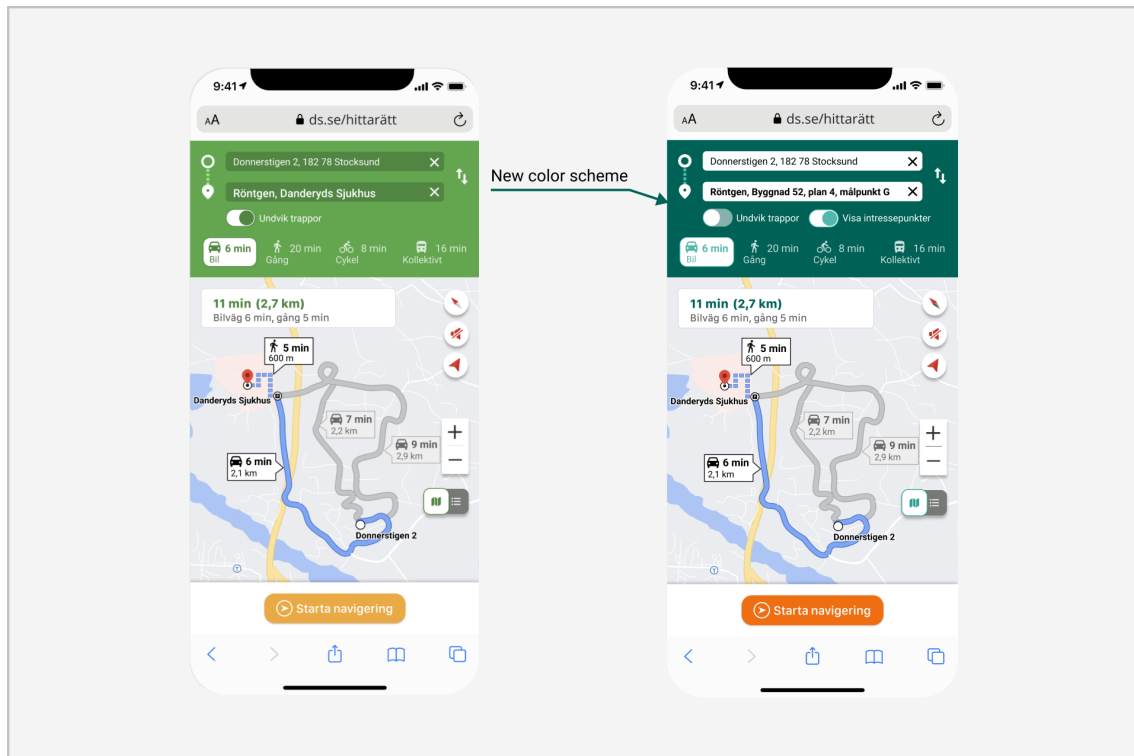 9:41
AA
ds.se/hittarätt
Donnerstigen 2, 182 78 Stocksund
Röntgen, Danderyds Sjukhus
Undvik trappor
6 min
Bil
20 min
Gång
8 min
Cykel
16 min
Kollektivt
11 min (2,7 km)
Bilväg 6 min, gång 5 min
5 min
600 m
Danderyds Sjukhus
7 min
2,2 km
9 min
2,9 km
6 min
2,1 km
Donnerstigen 2
T
Starta navigering
New color scheme
9:41
AA
ds.se/hittarätt
Donnerstigen 2, 182 78 Stocksund
Röntgen, Byggnad 52, plan 4, målpunkt G
Undvik trappor
Visa intressepunkter
6 min
Bil
20 min
Gång
8 min
Cykel
16 min
Kollektivt
11 min (2,7 km)
Bilväg 6 min, gång 5 min
5 min
600 m
Danderyds Sjukhus
7 min
2,2 km
9 min
2,9 km
6 min
2,1 km
Donnerstigen 2
T
Starta navigering